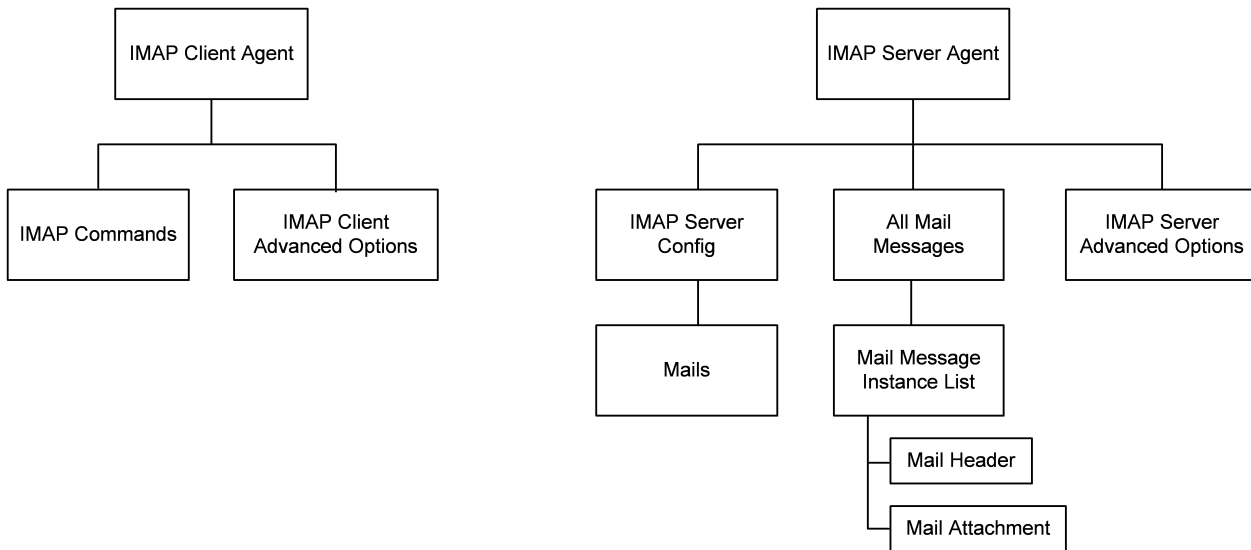 IMAP Client Agent
IMAP Server Agent
IMAP Commands
IMAP Client
Advanced Options
IMAP Server
Config
All Mail
Messages
IMAP Server
Advanced Options
Mails
Mail Message
Instance List
Mail Header
Mail Attachment